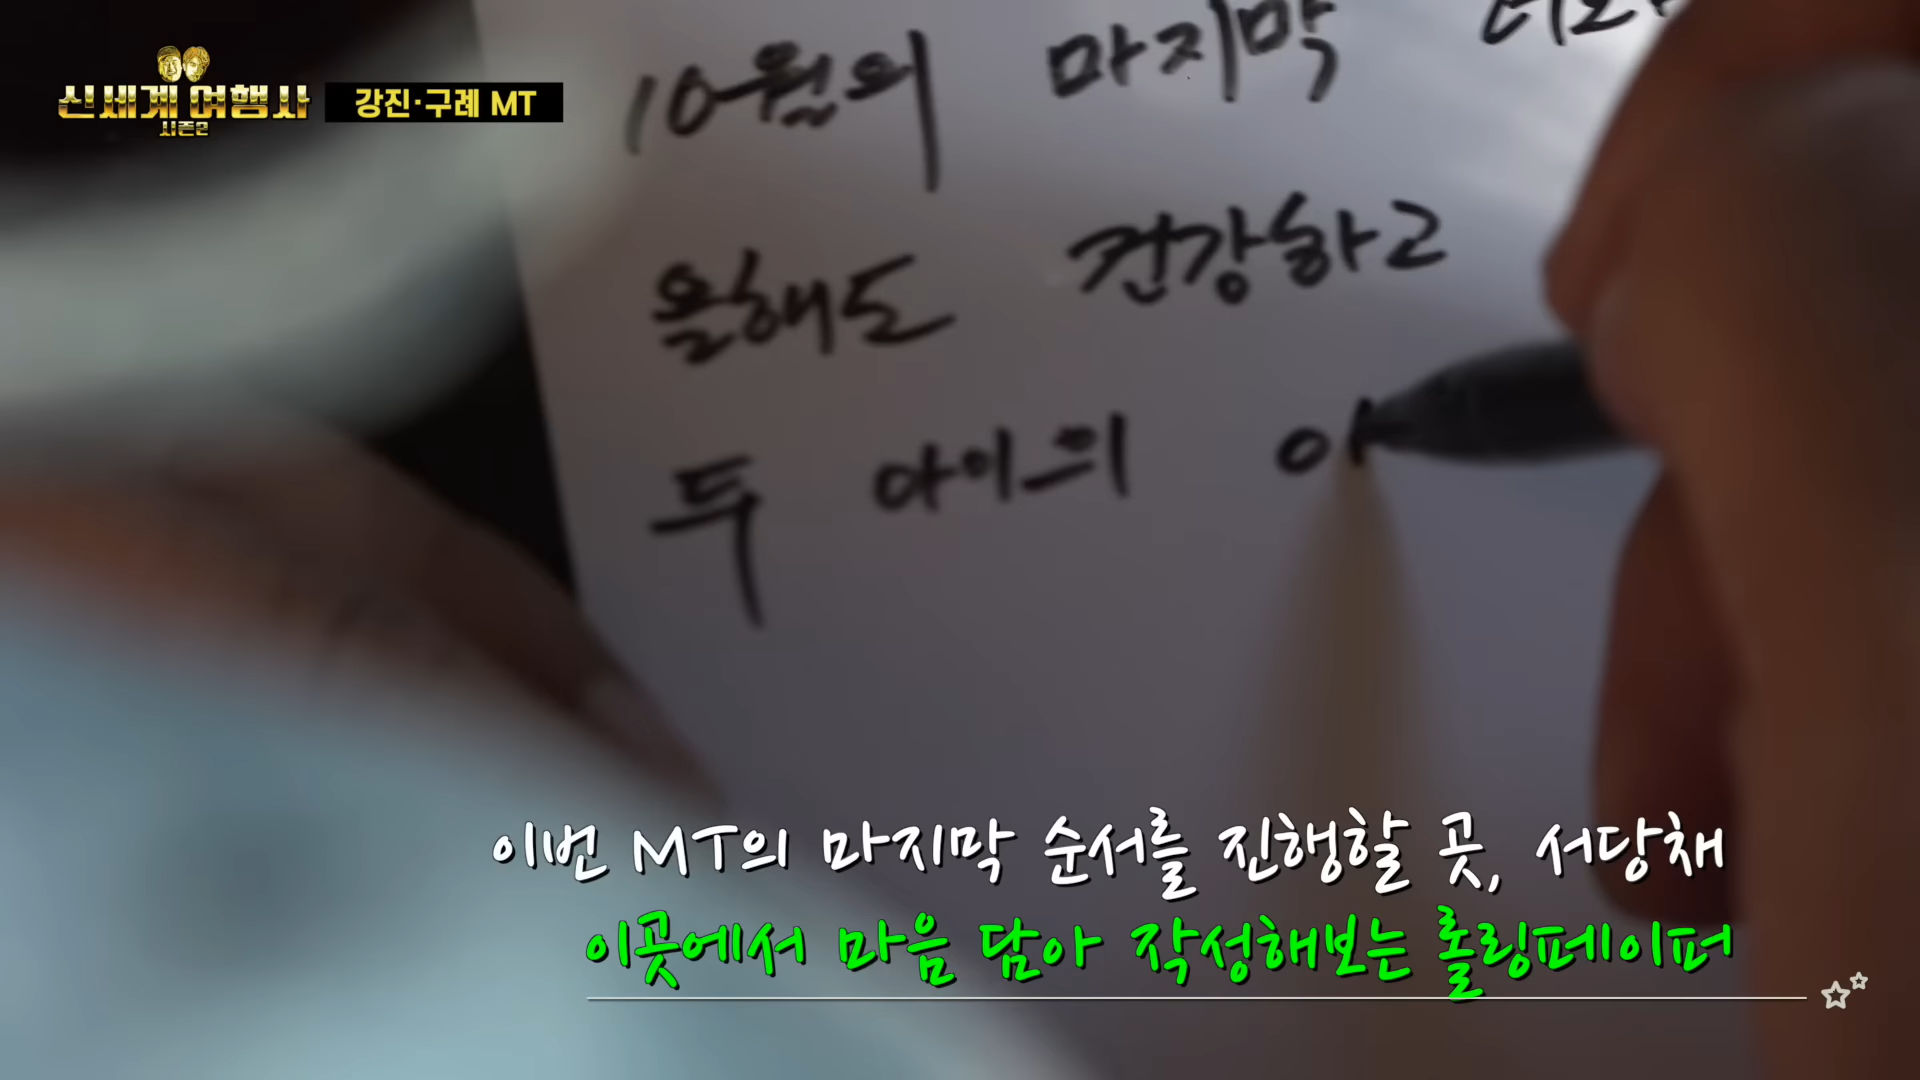 신세계 여행사
시즌2
강진·구례 MT
10월의 마지막
올해도 건강하고
두 아이의
이번 MT의 마지막 순서를 진행할 곳, 서당채
이곳에서 마음 담아 작성해보는 롤링페이퍼